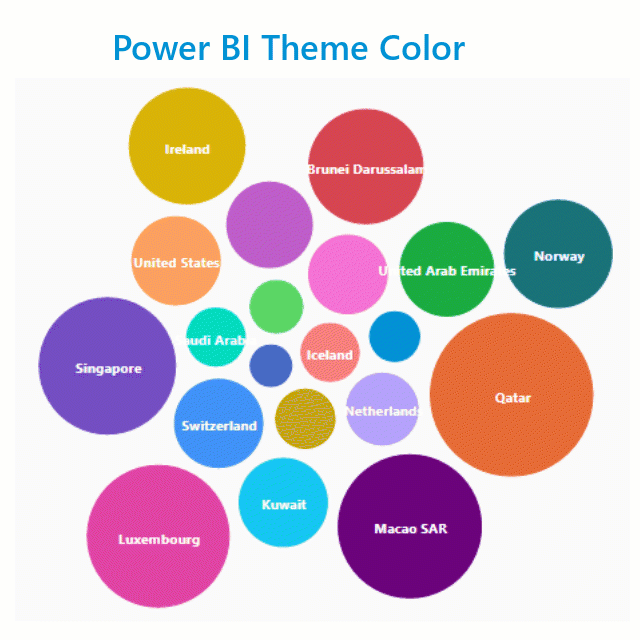 Power BI Theme Color
Ireland
Brunei Darussalam
United States
United Arab Emirates
Norway
Singapore
audi Arab
Iceland
Qatar
Switzerland
Netherlands
Kuwait
Luxembourg
Macao SAR